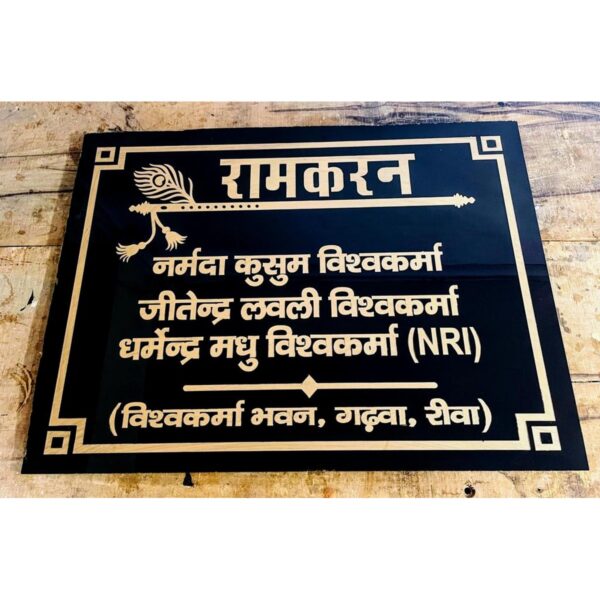 रामकरन
नर्मदा कुसुम विश्वकर्मा
जीतेन्द्र लवली विश्वकर्मा
धर्मेन्द्र मधु विश्वकर्मा (NRI)
(विश्वकर्मा भवन, गढ़वा, रीवा)